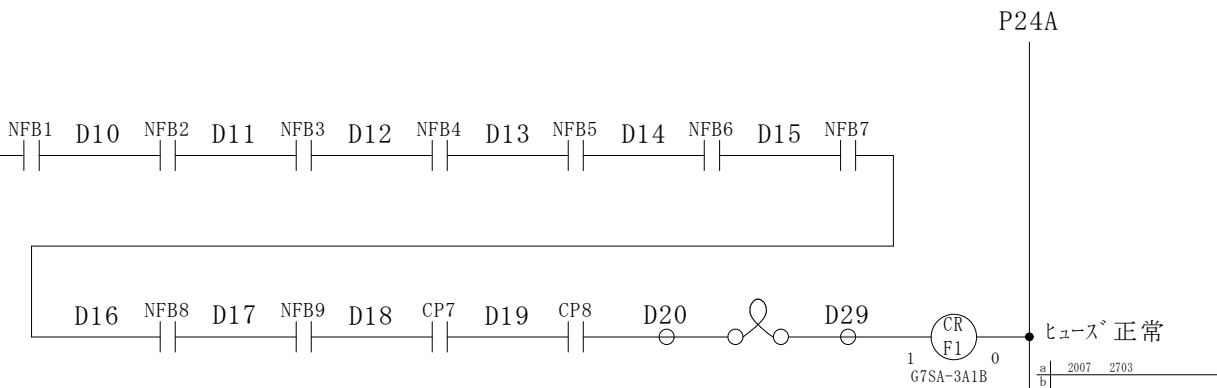 P24A
NFB1 D10 NFB2 D11 NFB3 D12 NFB4 D13 NFB5 D14 NFB6 D15 NFB7
D16 NFB8 D17 NFB9 D18 CP7 D19 CP8 D20 D29 CR
F1
ヒューズ 正常
1 0
G7SA-3A1B
a 2007 2703
b